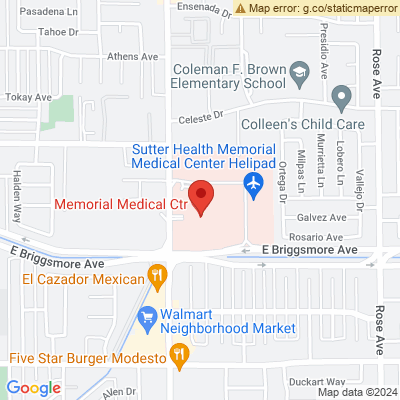 Pasadena Ln
Ensenada Dr
Map error: g.co/staticmaperror
Tahoe Dr
Presidio Ave
Rose Ave
Athens Ave
Coleman F. Brown
Elementary School
Tokay Ave
Celeste Dr
Colleen's Child Care
Sutter Health Memorial
Medical Center Helipad
Ortega Dr
Milpas Ln
Murrietta Ln
Lobero Ln
Vallejo Dr
Halden Way
Memorial Medical Ctr
Galvez Ave
Rosario Ave
E Briggsmore Ave
E Briggsmore Ave
El Cazador Mexican
Walmart
Neighborhood Market
Rose Ave
Five Star Burger Modesto
Duckart Way
Allen Dr
Google
Map data ©2024